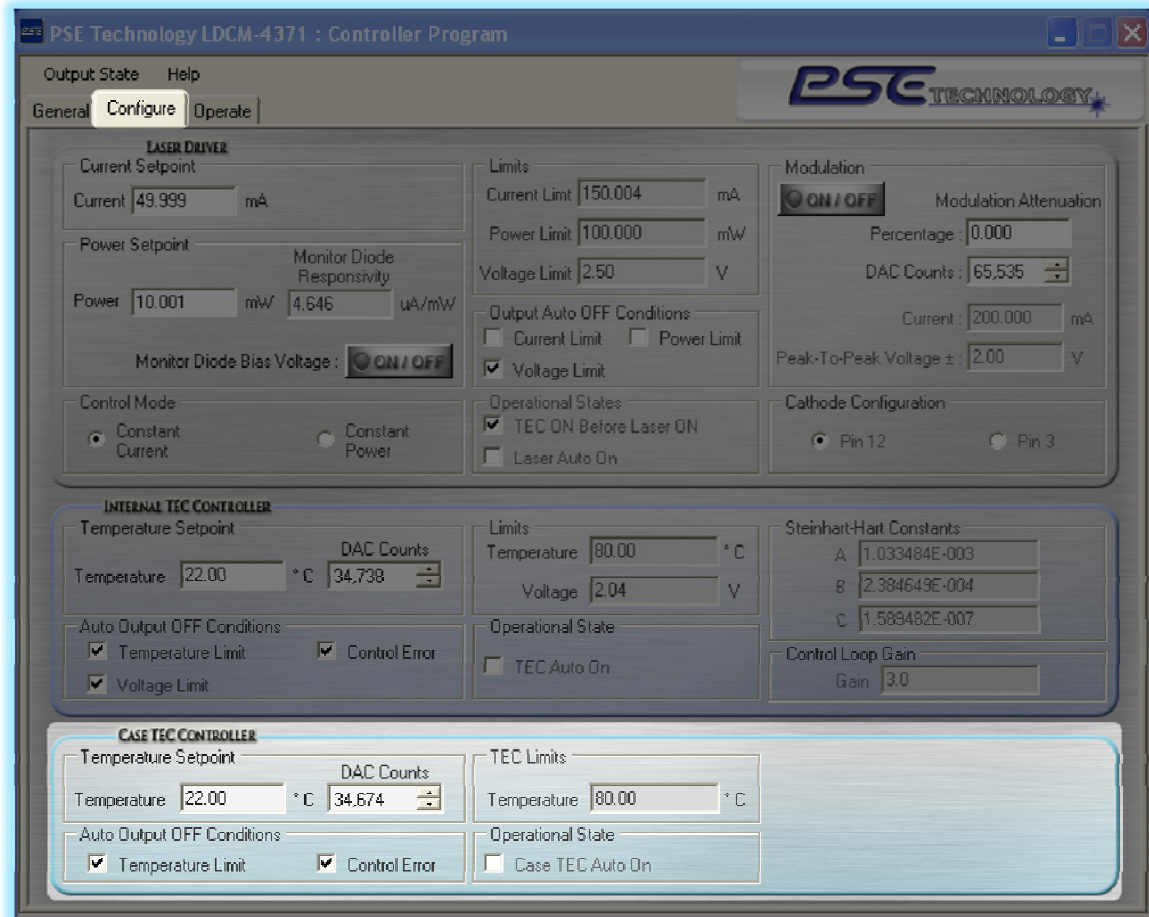 PSE Technology LDCM-4371 : Controller Program
Output State Help
PSE TECHNOLOGY
General Configure Operate
LASER DRIVER
Current Setpoint
Current 49.999 mA
Power Setpoint
Monitor Diode
Responsivity
Power 10.001 mW 4.646 uA/mW
Monitor Diode Bias Voltage : ON / OFF
Control Mode
Constant
Current
Constant
Power
Limits
Current Limt 150.004 mA
Power Limit 100.000 mW
Voltage Limit 2.50 V
Output Auto OFF Conditions
Current Limit Power Limit
Voltage Limit
Operational States
TEC ON Before Laser ON
Laser Auto On
Modulation
ON / OFF Modulation Attenuation
Percentage : 0.000
DAC Counts : 65,535
Current : 200.000 mA
Peak-To-Peak Voltage ± : 2.00 V
Cathode Configuration
Pin 12 Pin 3
INTERNAL TEC CONTROLLER
Temperature Setpoint
DAC Counts
Temperature 22.00 ° C 34,738
Auto Output OFF Conditions
Temperature Limit Control Error
Voltage Limit
Limits
Temperature 80.00 ° C
Voltage 2.04 V
Operational State
TEC Auto On
Steinhart-Hart Constants
A 1.033484E-003
B 2.384649E-004
C 1.589482E-007
Control Loop Gain
Gain 3.0
CASE TEC CONTROLLER
Temperature Setpoint
DAC Counts
Temperature 22.00 ° C 34,674
Auto Output OFF Conditions
Temperature Limit Control Error
TEC Limits
Temperature 80.00 ° C
Operational State
Case TEC Auto On